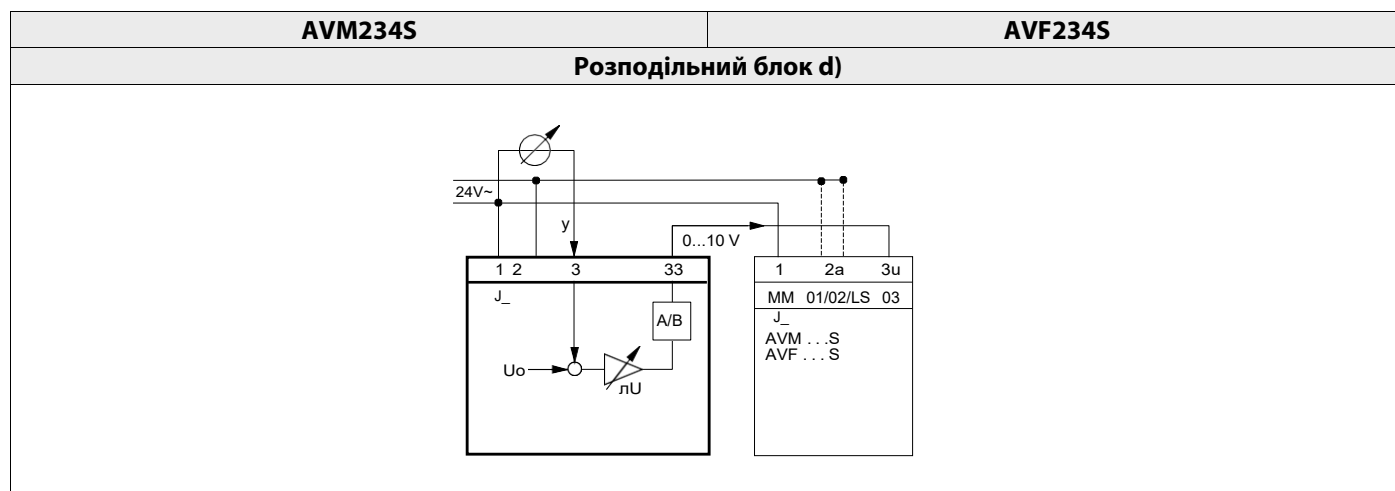 AVM234S AVF234S
Розподільний блок d)
24V~
y
0...10 V
1 2 3 33
1 2a 3u
J_
MM 01/02/LS 03
A/B
J_
AVM . . .S
AVF . . . S
Uo
лU